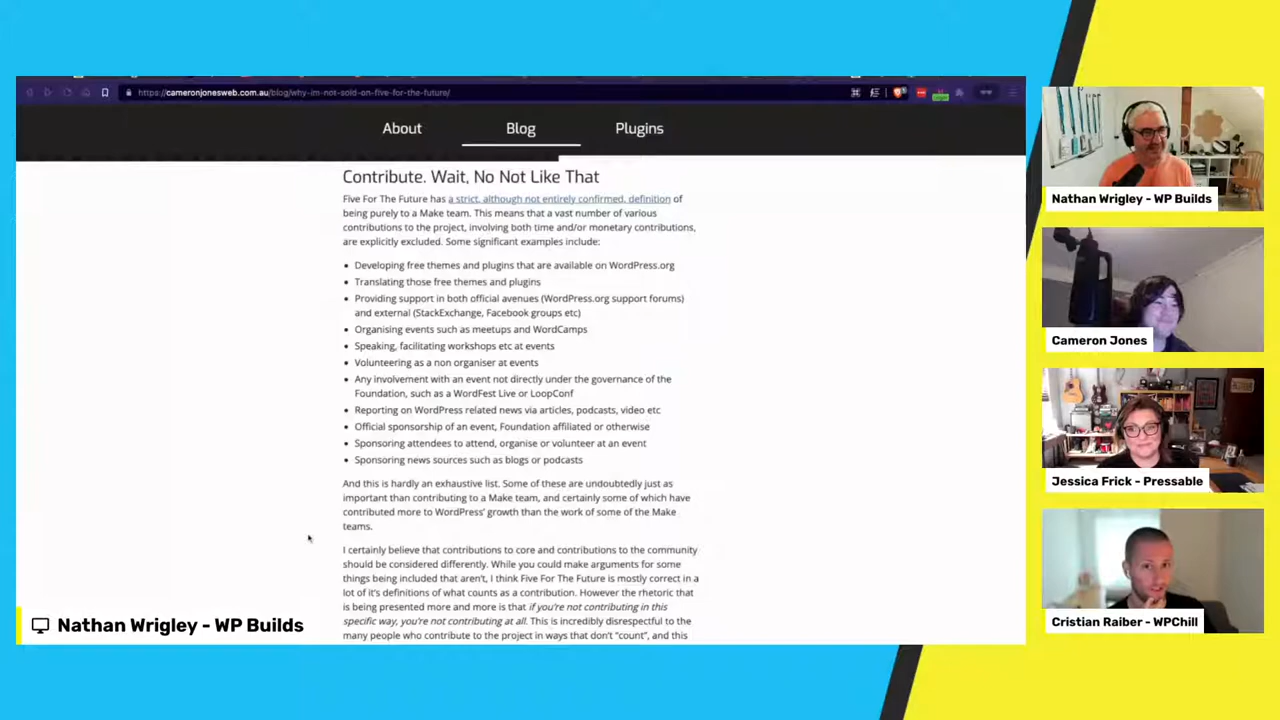 https://cameronjonesweb.com.au/blog/why-im-not-sold-on-five-for-the-future/
About
Blog
Plugins
Contribute. Wait, No Not Like That
Five For The Future has a strict, although not entirely confirmed, definition of
being purely to a Make team. This means that a vast number of various
contributions to the project, involving both time and/or monetary contributions,
are explicitly excluded. Some significant examples include:
• Developing free themes and plugins that are available on WordPress.org
• Translating those free themes and plugins
• Providing support in both official avenues (WordPress.org support forums)
and external (StackExchange, Facebook groups etc)
• Organising events such as meetups and WordCamps
• Speaking, facilitating workshops etc at events
• Volunteering as a non organiser at events
• Any involvement with an event not directly under the governance of the
Foundation, such as a WordFest Live or LoopConf
• Reporting on WordPress related news via articles, podcasts, video etc
• Official sponsorship of an event, Foundation affiliated or otherwise
• Sponsoring attendees to attend, organise or volunteer at an event
• Sponsoring news sources such as blogs or podcasts
And this is hardly an exhaustive list. Some of these are undoubtedly just as
important than contributing to a Make team, and certainly some of which have
contributed more to WordPress' growth than the work of some of the Make
teams.
I certainly believe that contributions to core and contributions to the community
should be considered differently. While you could make arguments for some
things being included that aren't, I think Five For The Future is mostly correct in a
lot of it's definitions of what counts as a contribution. However the rhetoric that
is being presented more and more is that if you're not contributing in this
specific way, you're not contributing at all. This is incredibly disrespectful to the
many people who contribute to the project in ways that don't "count", and this
Nathan Wrigley - WP Builds
Nathan Wrigley - WP Builds
Cameron Jones
Jessica Frick - Pressable
Cristian Raiber - WPChill